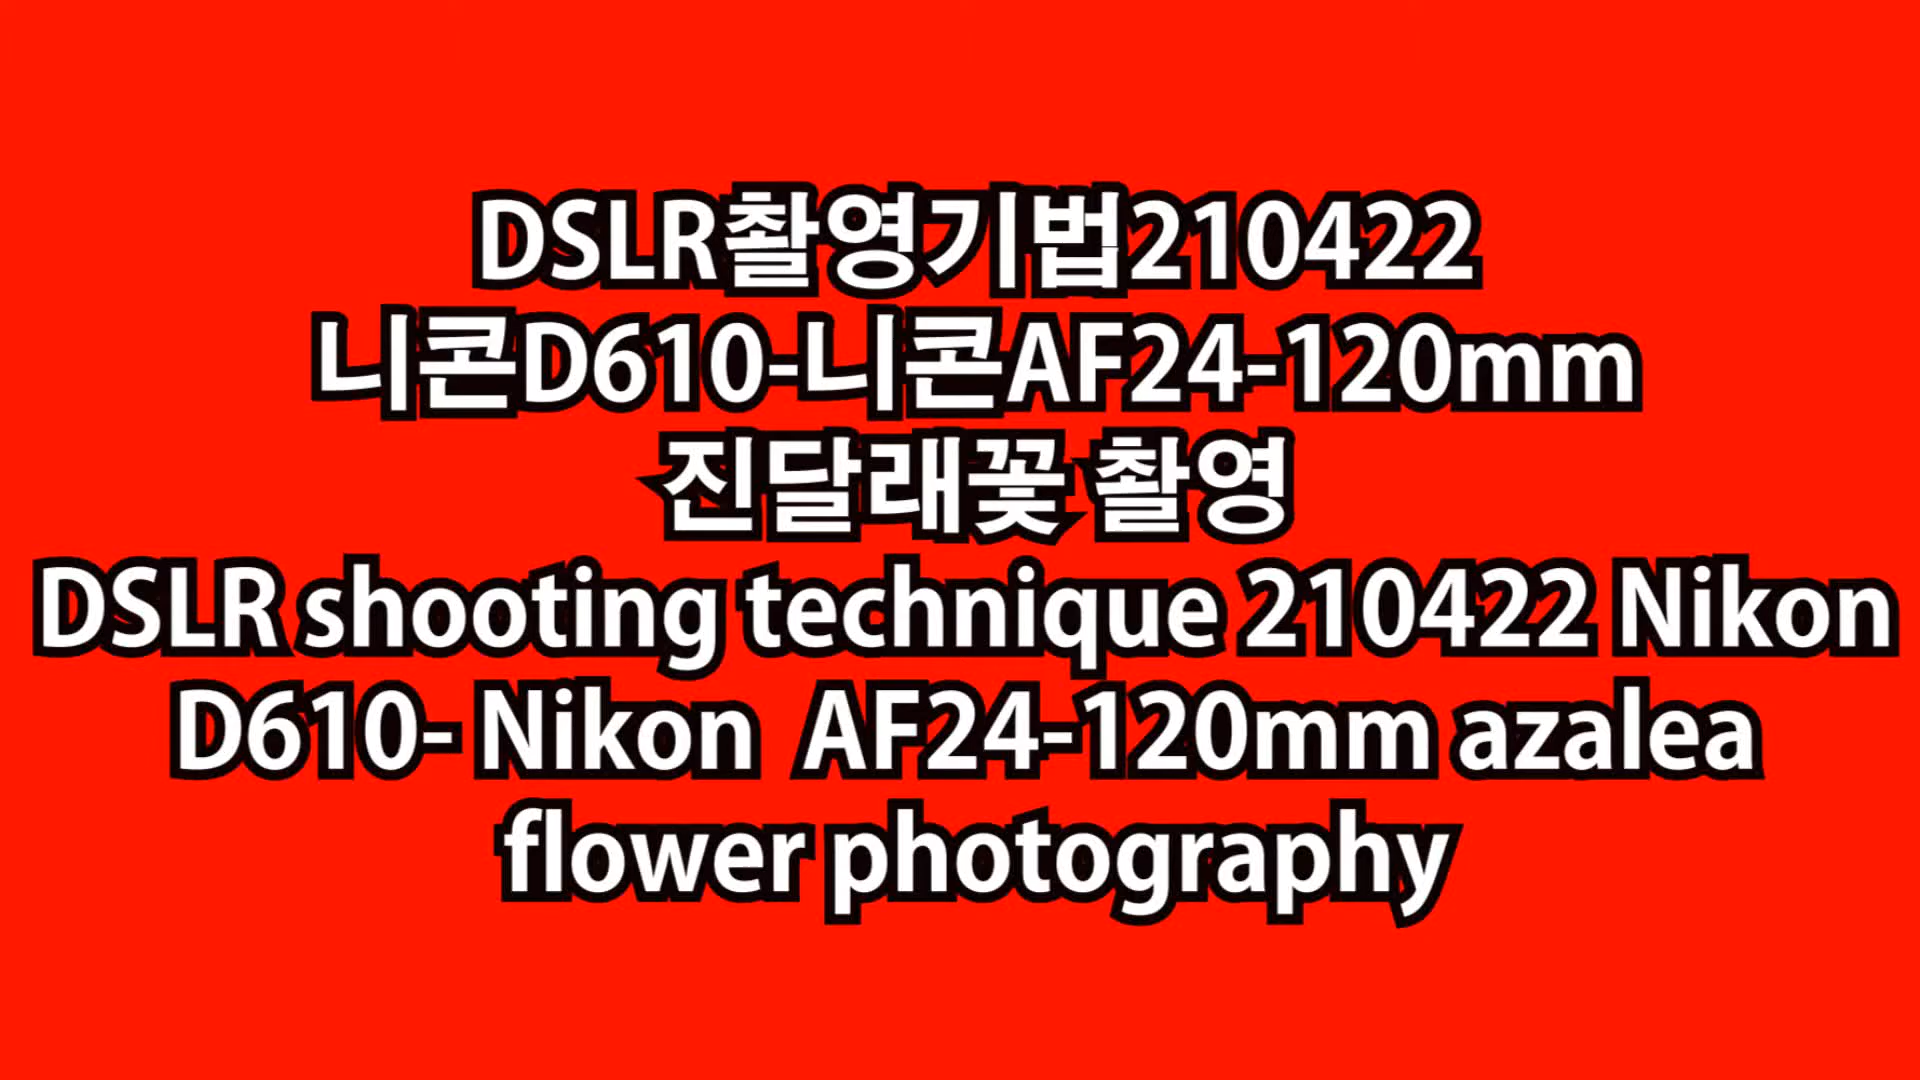 DSLR촬영기법210422
니콘D610-니콘AF24-120mm
진달래꽃 촬영
DSLR shooting technique 210422 Nikon
D610- Nikon  AF24-120mm azalea
flower photography